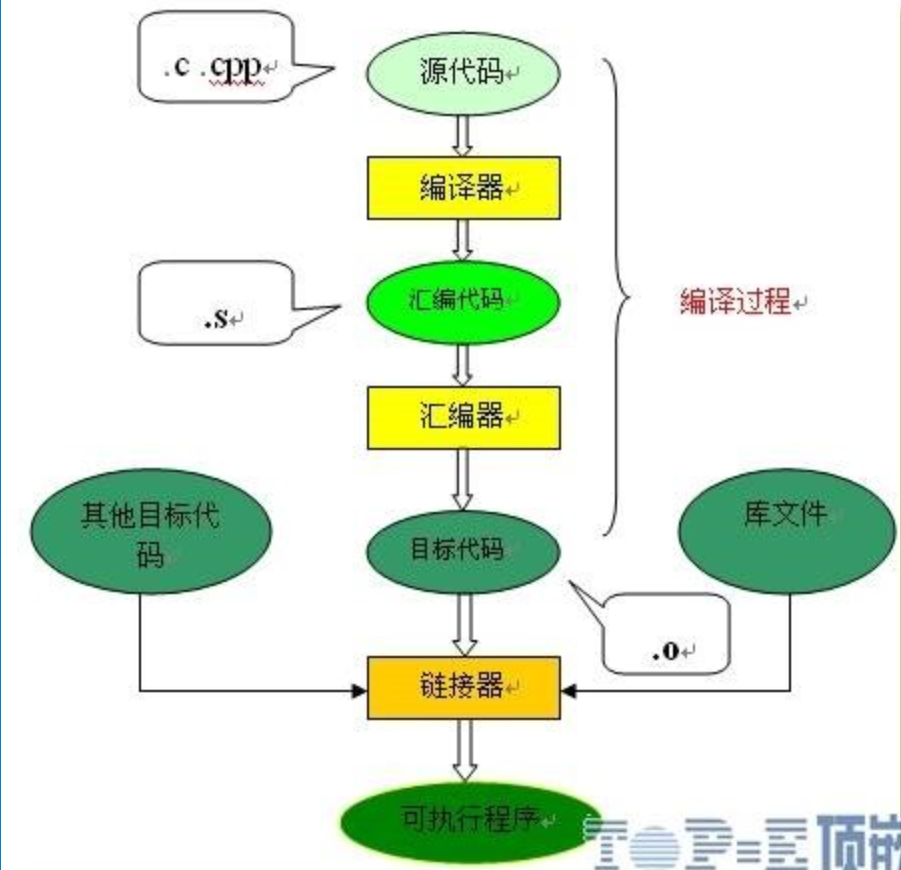 .c .cpp
源代码
编译器
.s
汇编代码
编译过程
汇编器
其他目标代
码
目标代码
库文件
.o
链接器
可执行程序
TOP=E顶嵌